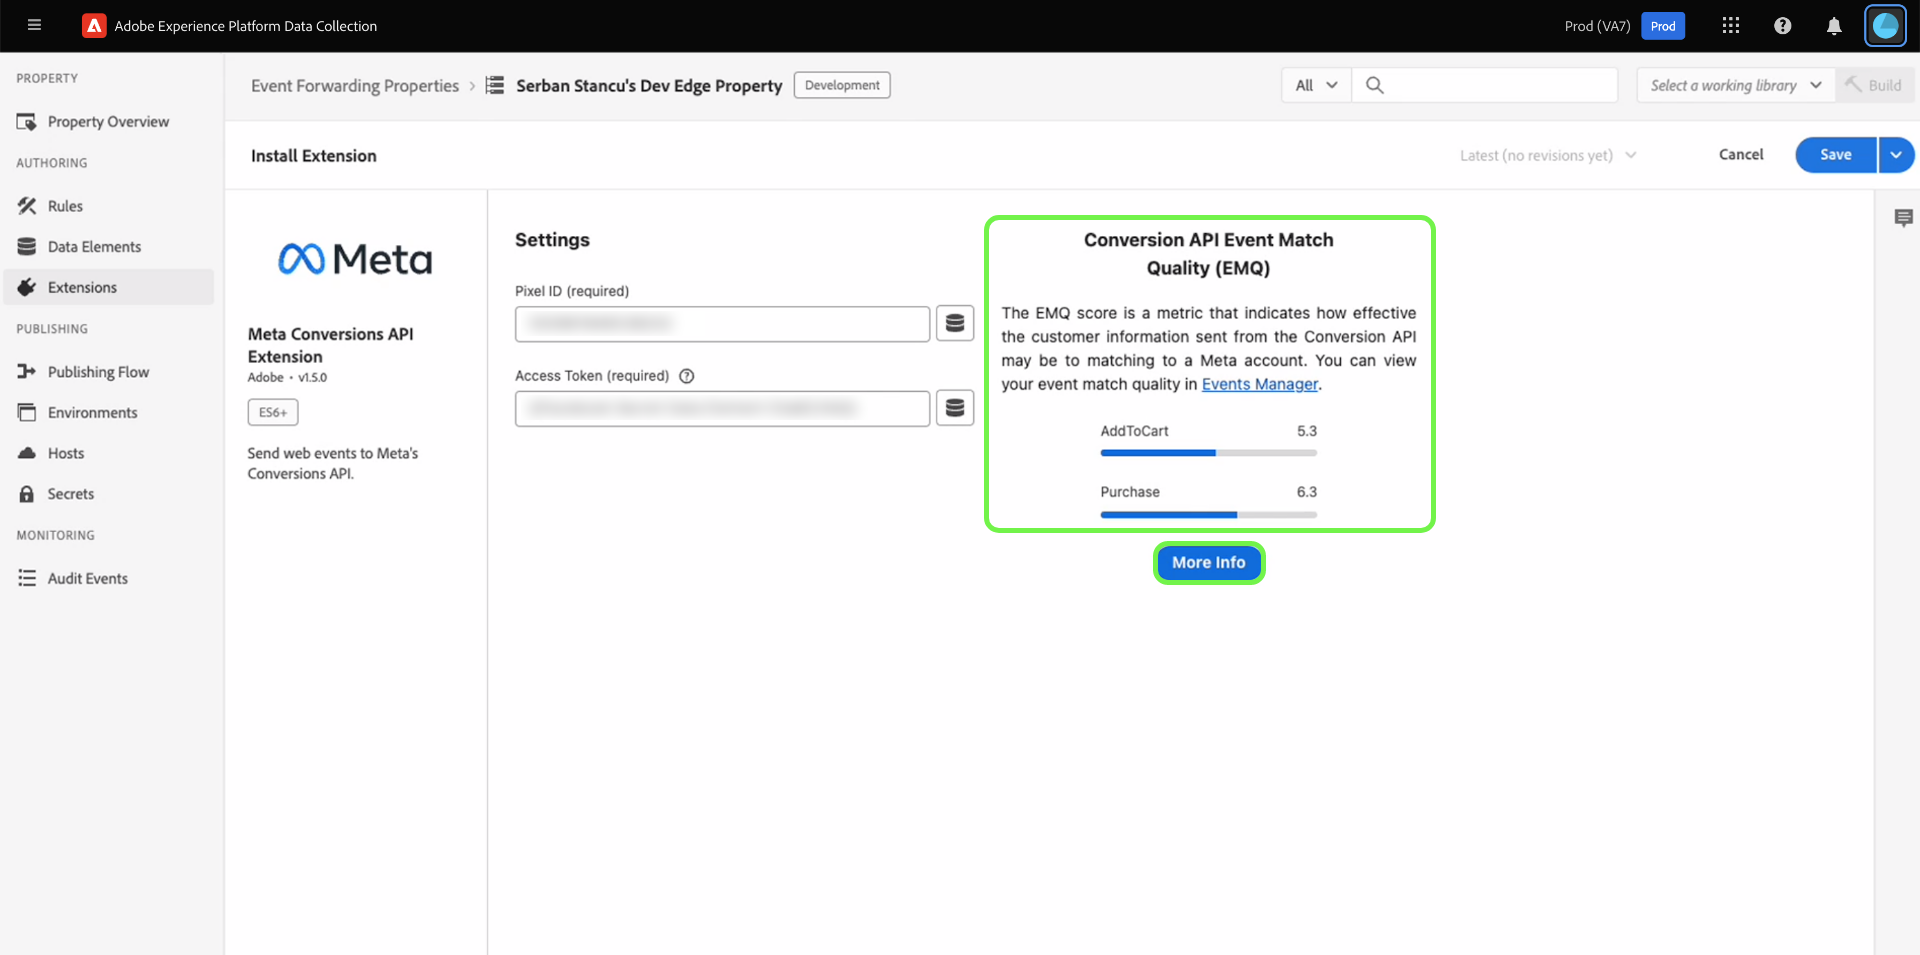 Adobe Experience Platform Data Collection
Prod (VA7)
Prod
PROPERTY
Property Overview
AUTHORING
Rules
Data Elements
Extensions
PUBLISHING
Publishing Flow
Environments
Hosts
Secrets
MONITORING
Audit Events
Event Forwarding Properties
Serban Stancu's Dev Edge Property
Development
All
Select a working library
Build
Install Extension
Latest (no revisions yet)
Cancel
Save
Meta
Meta Conversions API
Extension
Adobe • v1.5.0
ES6+
Send web events to Meta's
Conversions API.
Settings
Pixel ID (required)
Access Token (required)
Conversion API Event Match
Quality (EMQ)
The EMQ score is a metric that indicates how effective
the customer information sent from the Conversion API
may be to matching to a Meta account. You can view
your event match quality in Events Manager.
AddToCart 5.3
Purchase 6.3
More Info